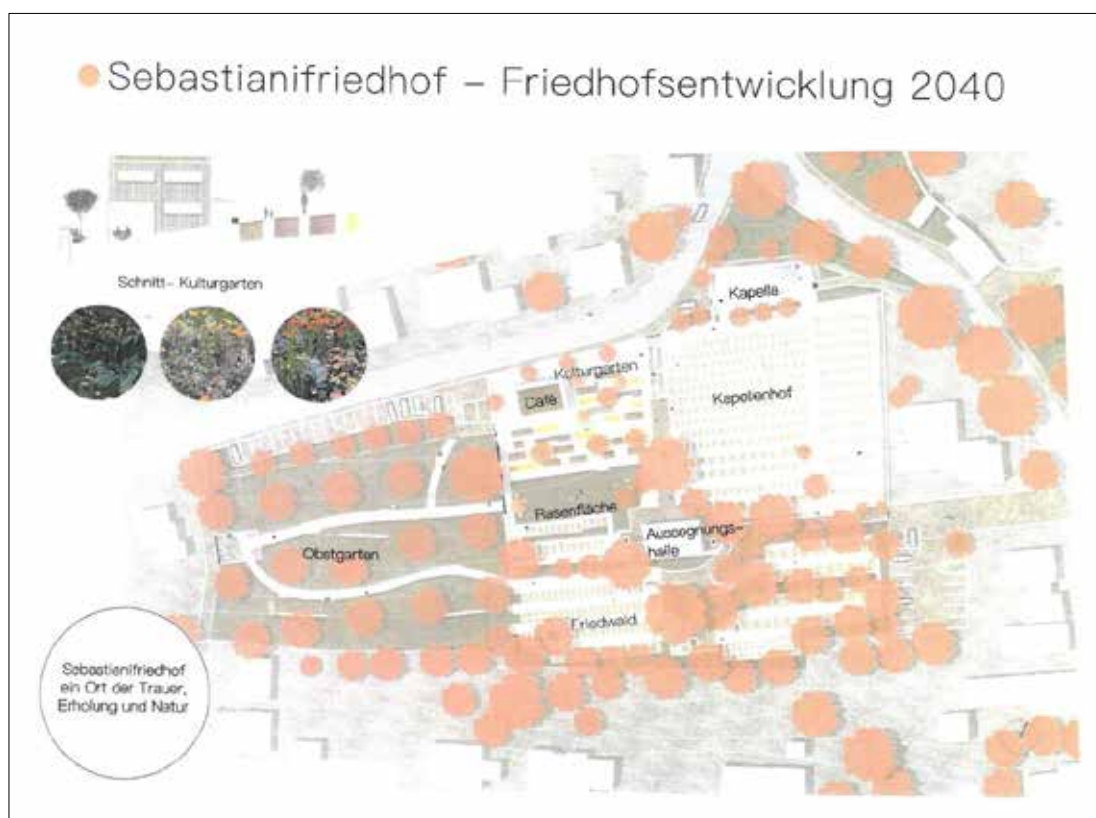 Sebastianifriedhof – Friedhofsentwicklung 2040
Schnitt - Kulturgarten
Kapelle
Kulturgarten
Café
Kapellenhof
Rasenfläche
Aussegnungs-
halle
Obstgarten
Friedwald
Sebastianifriedhof
ein Ort der Trauer,
Erholung und Natur